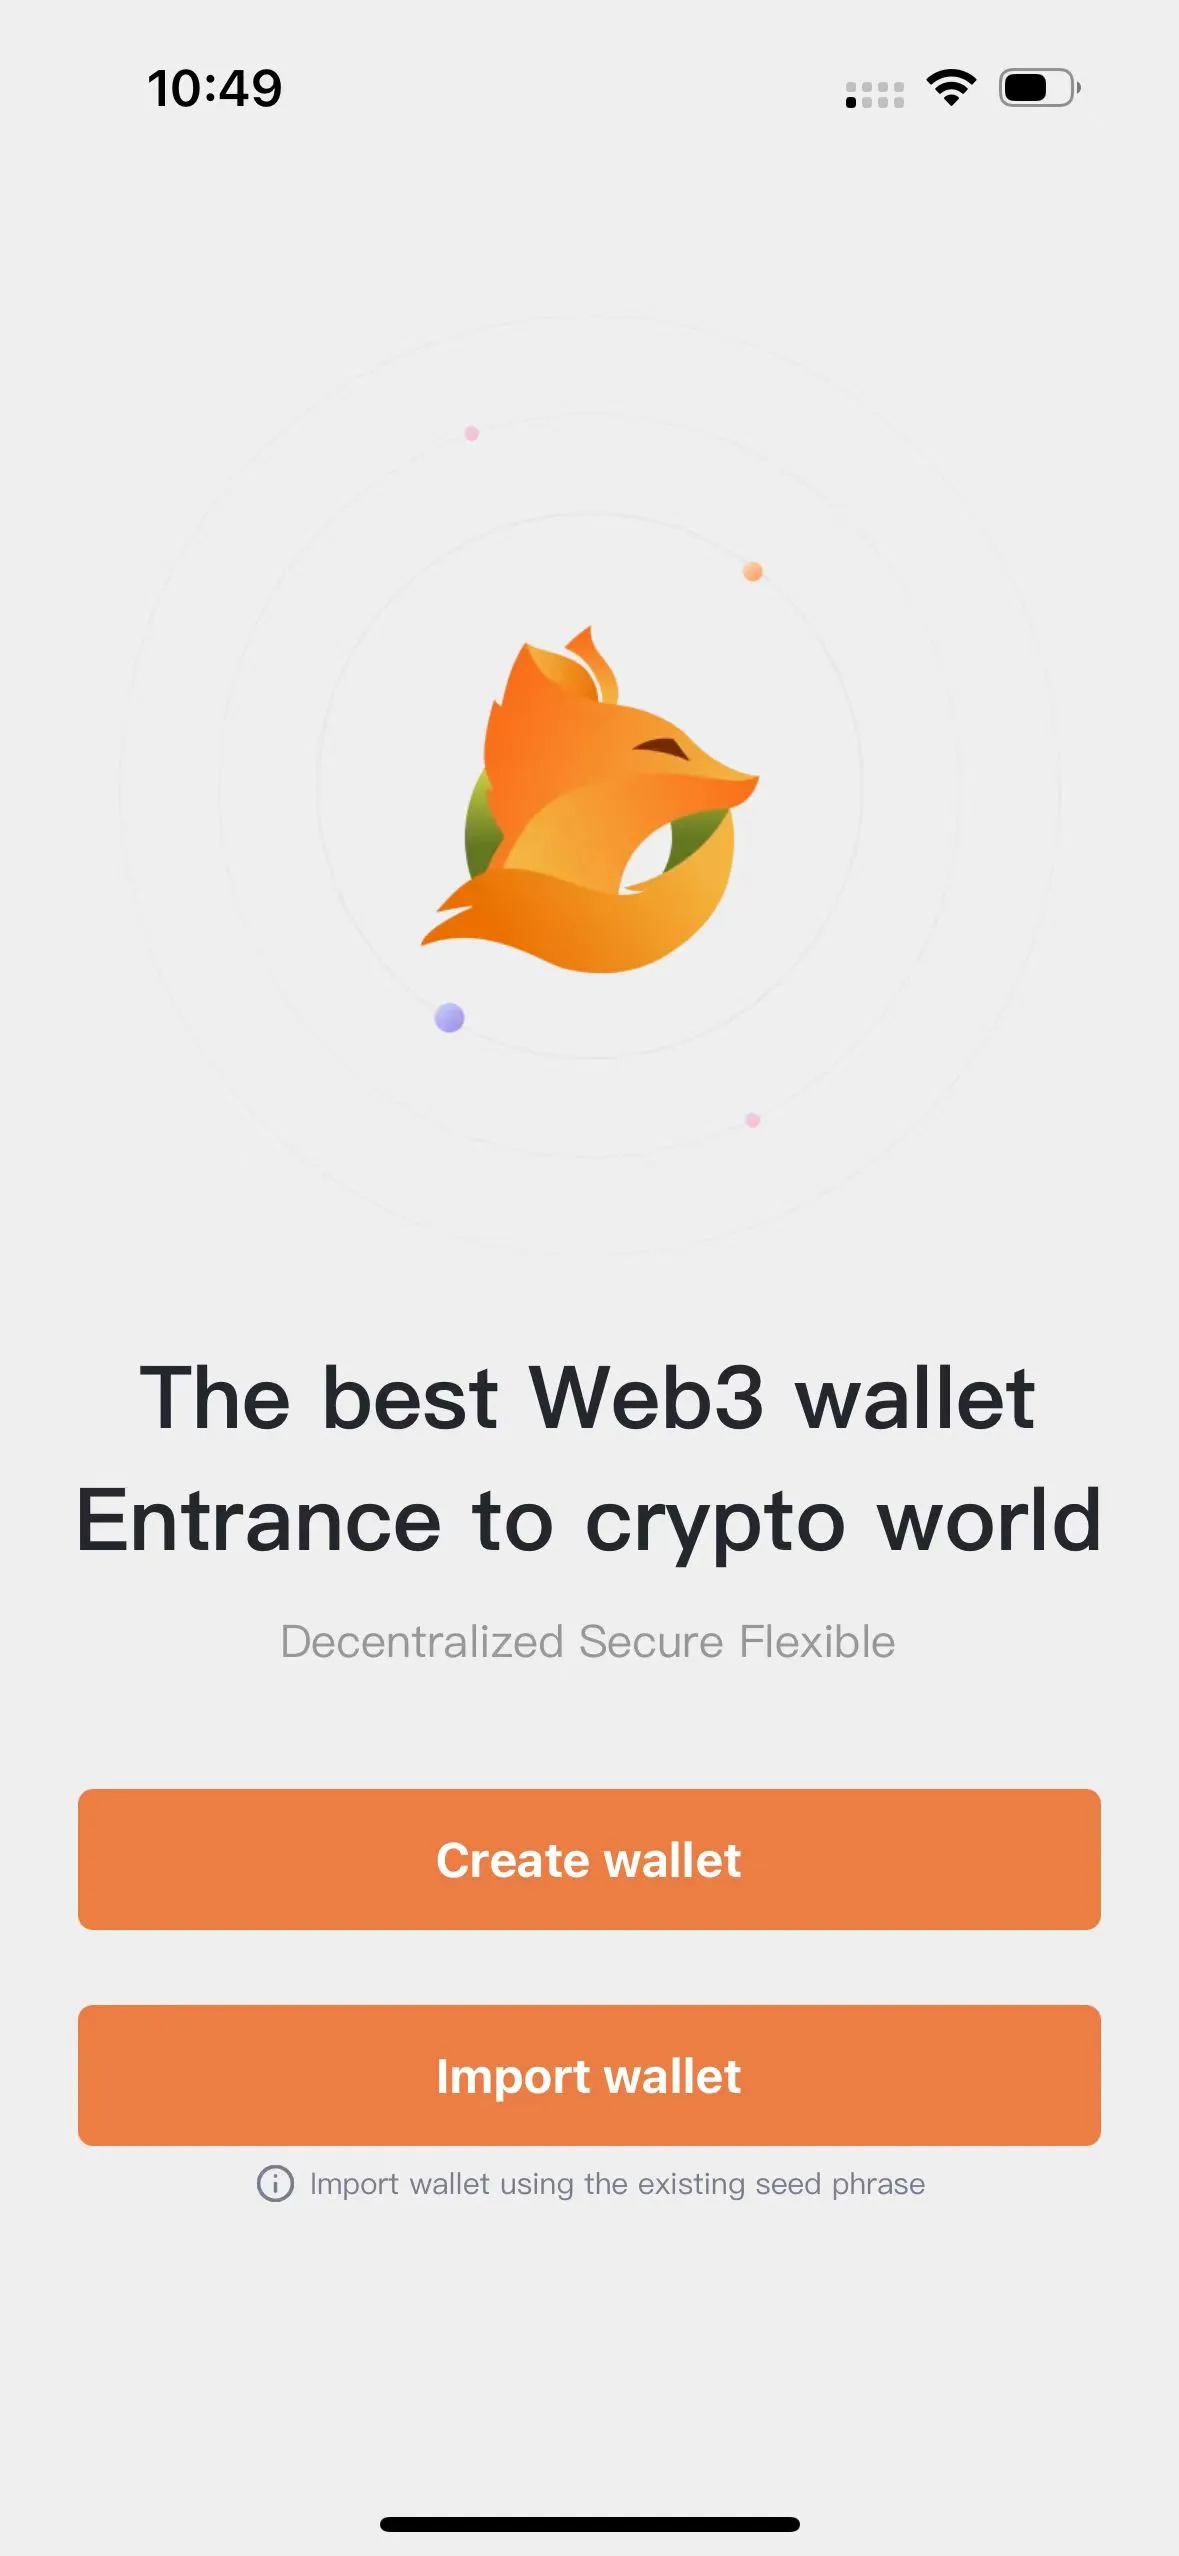 10:49
The best Web3 wallet
Entrance to crypto world
Decentralized Secure Flexible
Create wallet
Import wallet
Import wallet using the existing seed phrase